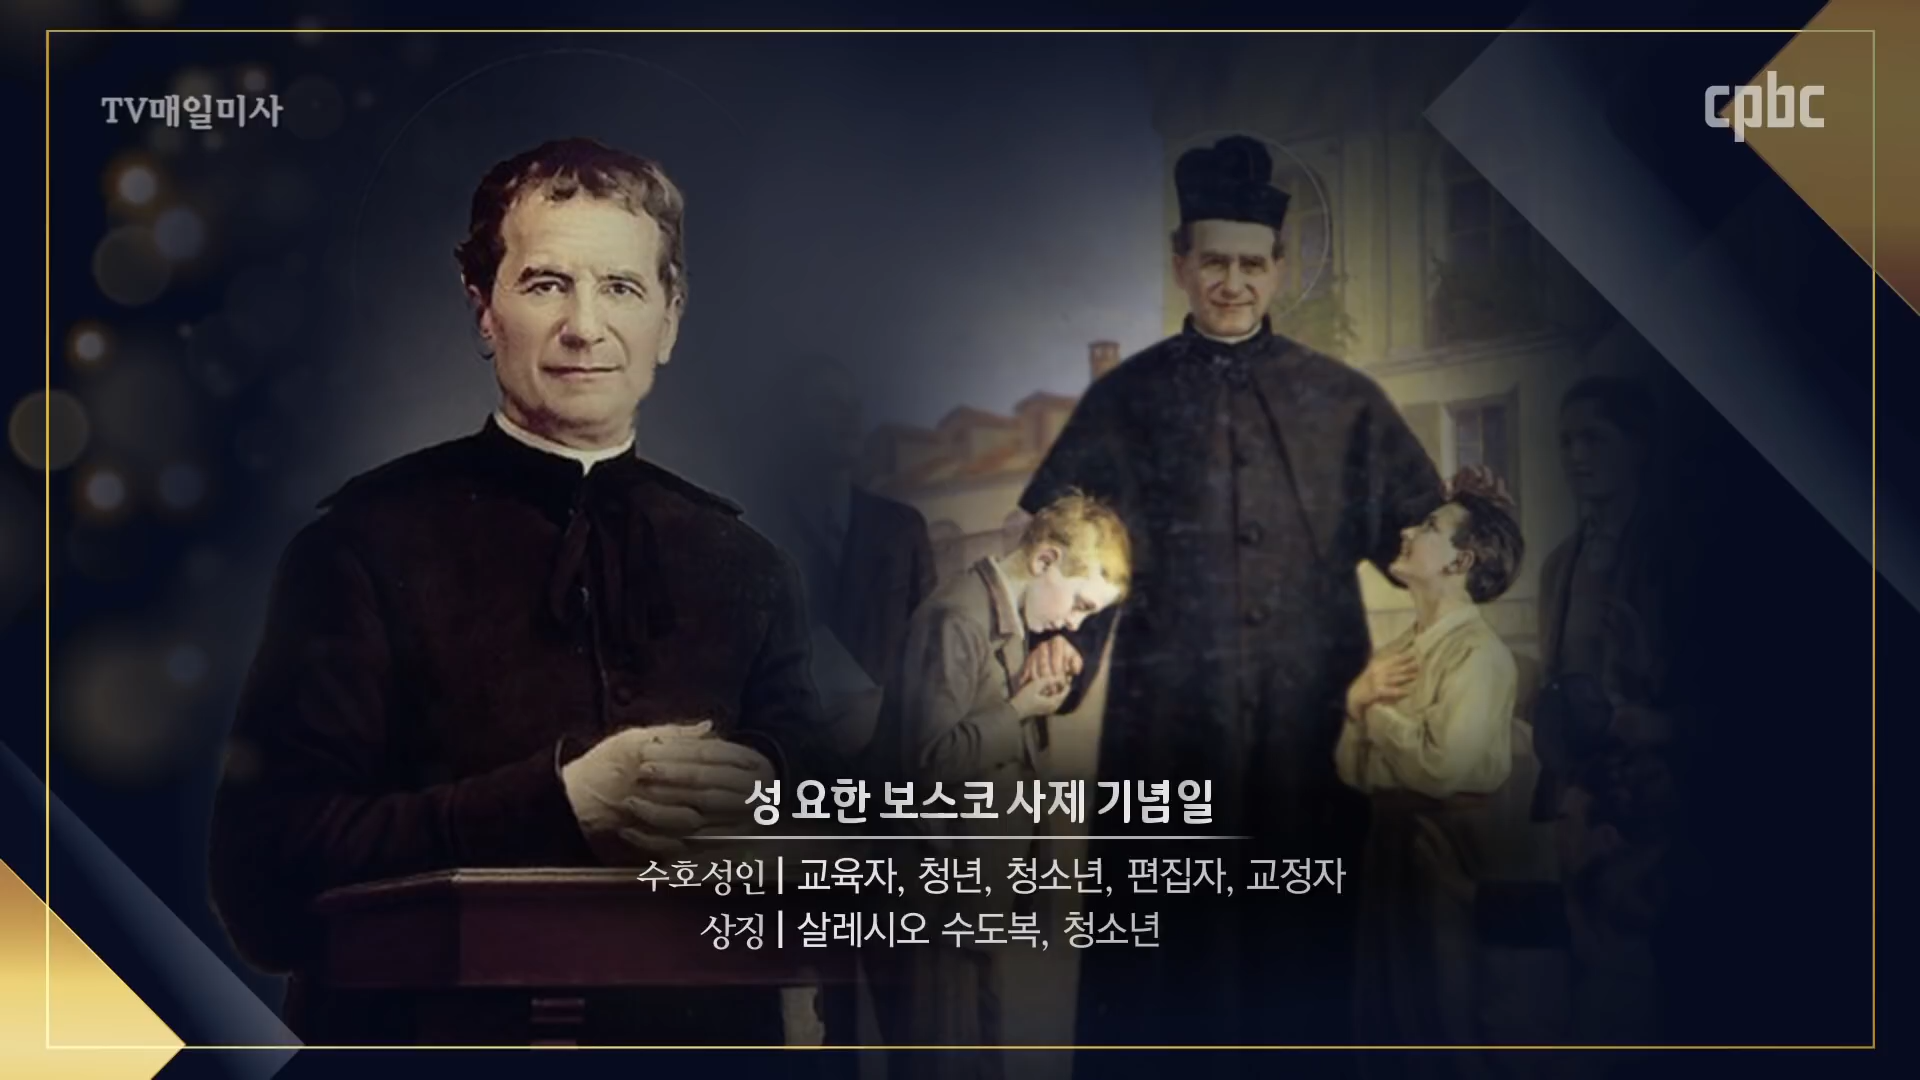 TV매일미사
cpbc
성 요한 보스코 사제 기념일
수호성인 | 교육자, 청년, 청소년, 편집자, 교정자
상징 | 살레시오 수도복, 청소년